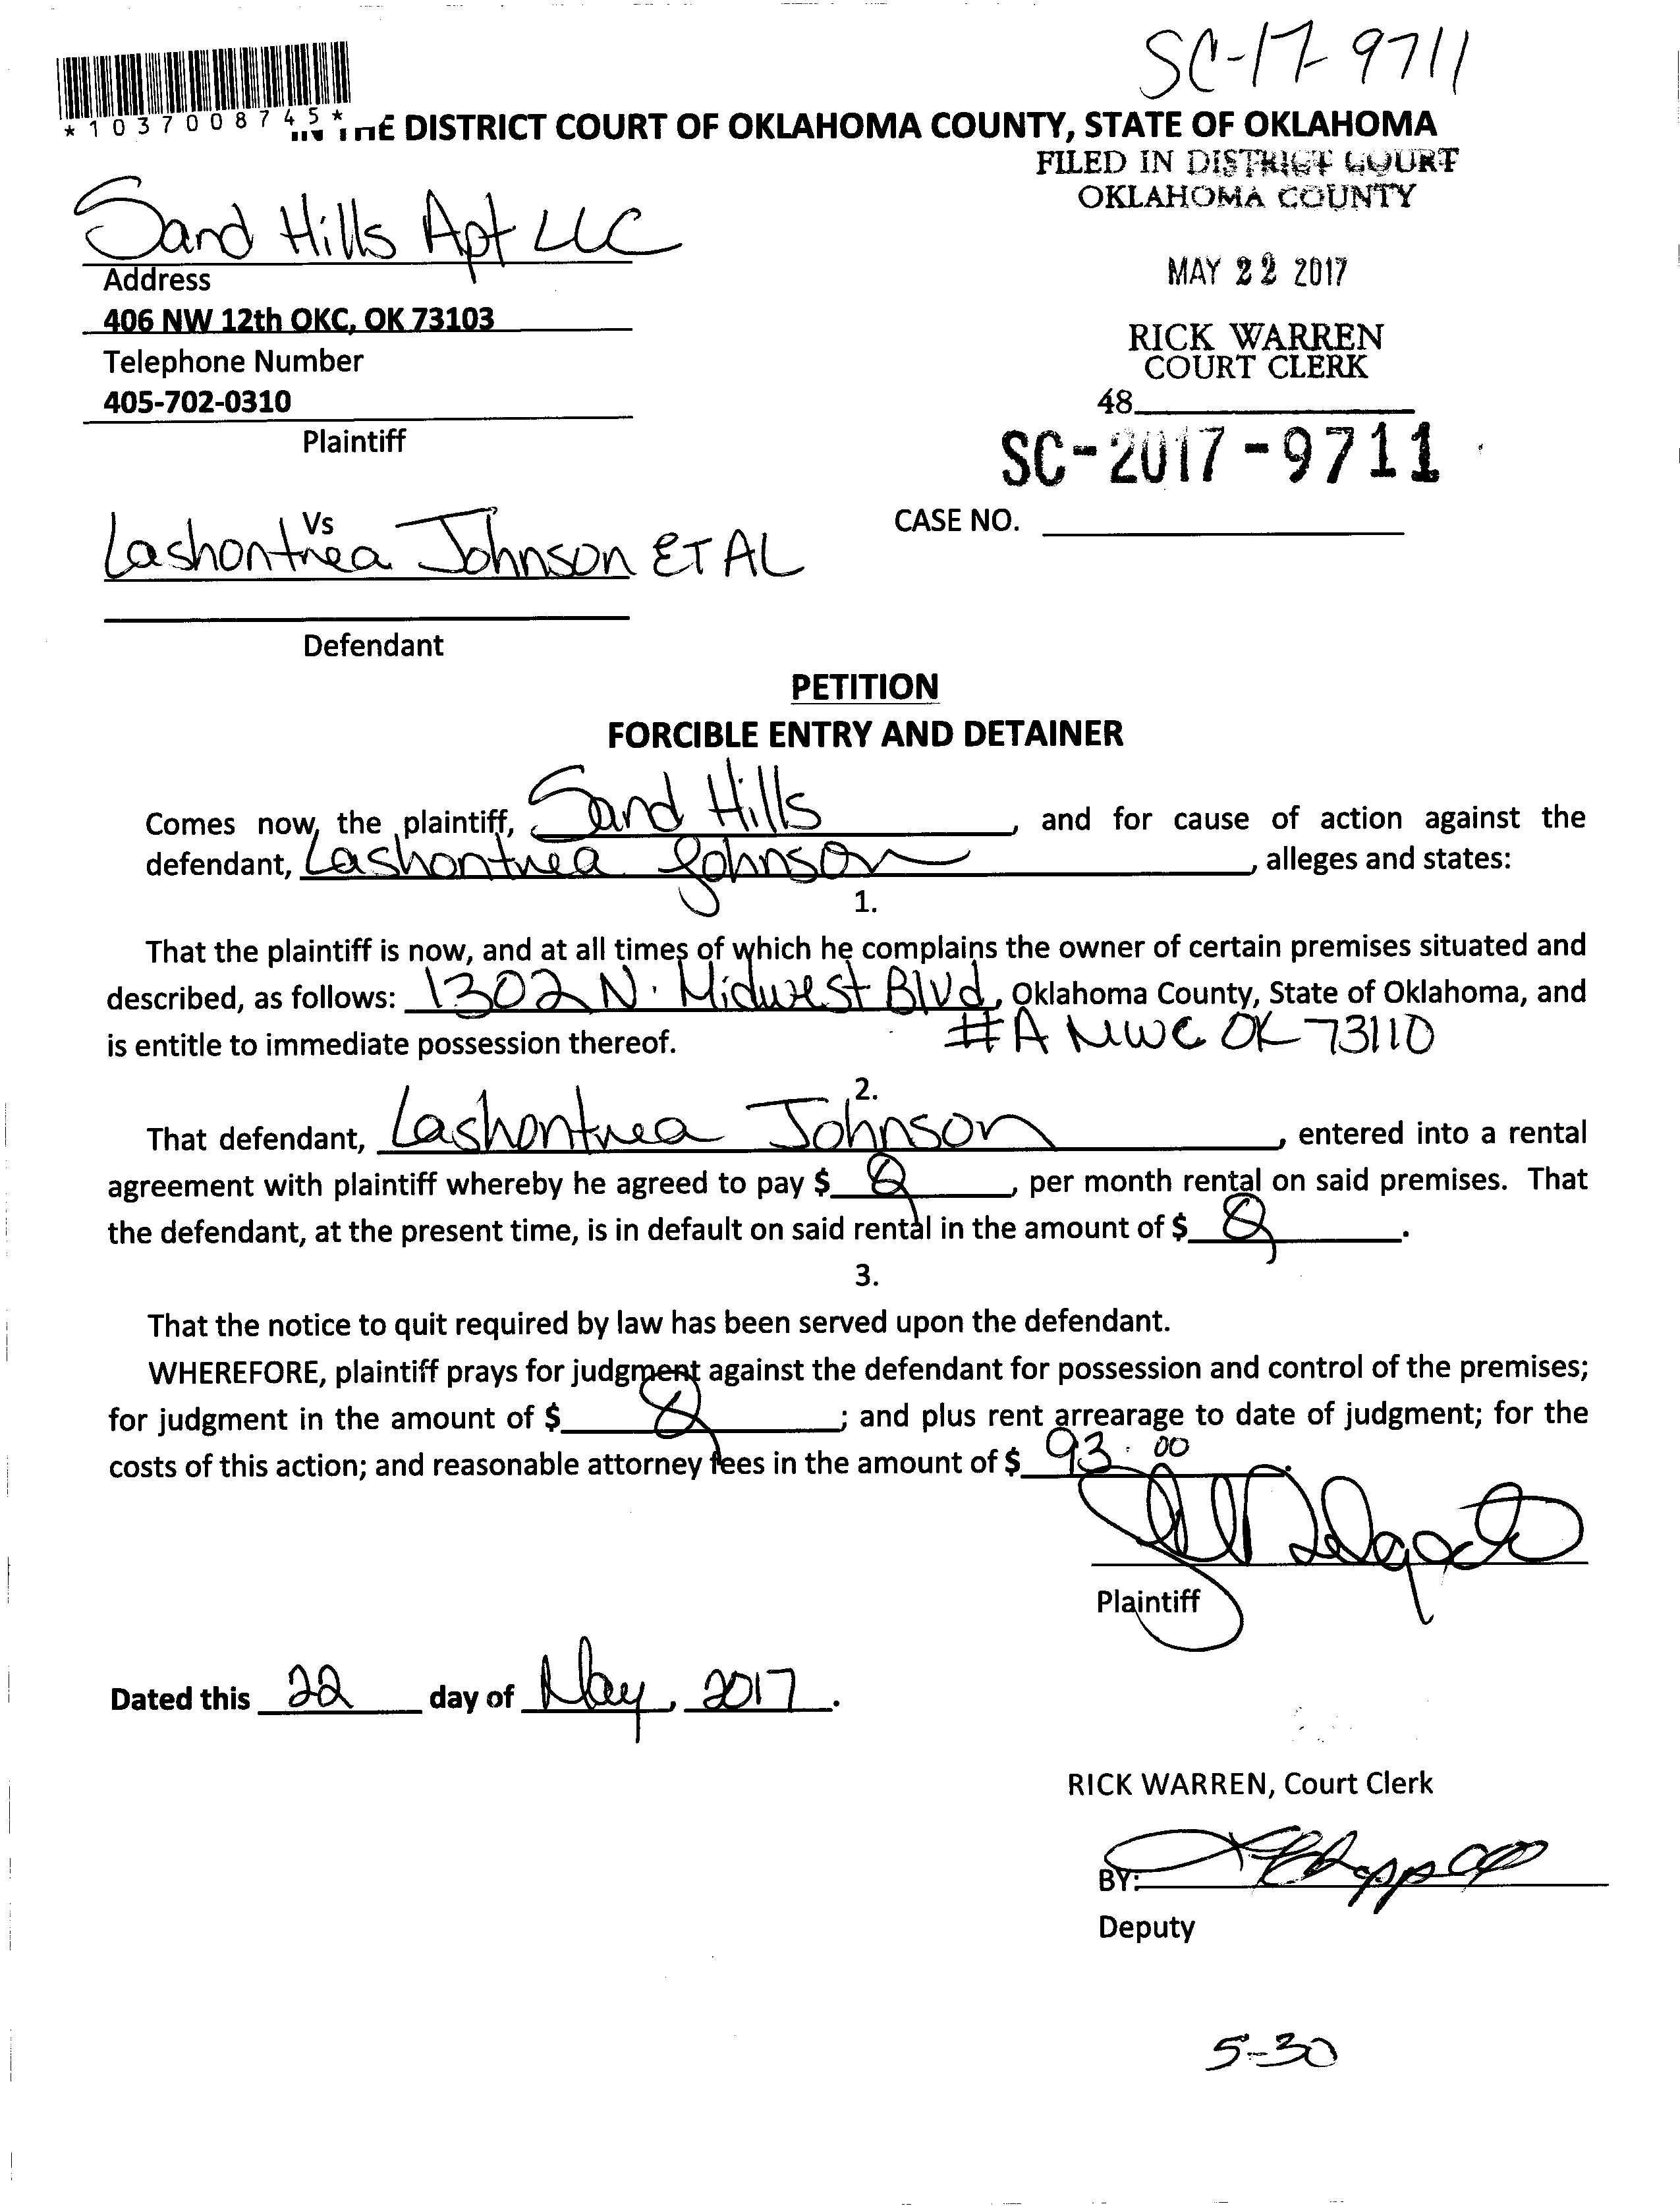 SC-17-9711
*1037008745*
IN THE DISTRICT COURT OF OKLAHOMA COUNTY, STATE OF OKLAHOMA
FILED IN DISTRICT COURT
OKLAHOMA COUNTY
Sand Hills Apt LLC
Address
MAY 22 2017
406 NW 12th OKC, OK 73103
Telephone Number
RICK WARREN
COURT CLERK
405-702-0310
48
Plaintiff
SC-2017-9711
Vs
CASE NO.
Lashontrea Johnson ET AL
Defendant
PETITION
FORCIBLE ENTRY AND DETAINER
Comes now, the plaintiff, Sand Hills, and for cause of action against the
defendant, Lashontrea Johnson, alleges and states:
1.
That the plaintiff is now, and at all times of which he complains the owner of certain premises situated and
described, as follows: 1302 N. Midwest Blvd, Oklahoma County, State of Oklahoma, and
is entitle to immediate possession thereof. #A MWC OK 73110
2.
That defendant, Lashontrea Johnson, entered into a rental
agreement with plaintiff whereby he agreed to pay $, per month rental on said premises. That
the defendant, at the present time, is in default on said rental in the amount of $.
3.
That the notice to quit required by law has been served upon the defendant.
WHEREFORE, plaintiff prays for judgment against the defendant for possession and control of the premises;
for judgment in the amount of $; and plus rent arrearage to date of judgment; for the
costs of this action; and reasonable attorney fees in the amount of $ 93.00.
Plaintiff
Dated this 22 day of May, 2017.
RICK WARREN, Court Clerk
BY:
Deputy
5-30